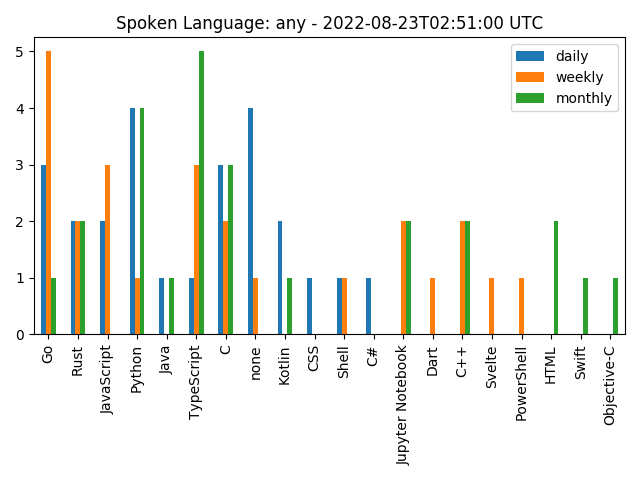 Spoken Language: any - 2022-08-23T02:51:00 UTC
daily
weekly
monthly
5
4
3
2
1
0
Go
Rust
JavaScript
Python
Java
TypeScript
C
none
Kotlin
CSS
Shell
C#
Jupyter Notebook
Dart
C++
Svelte
PowerShell
HTML
Swift
Objective-C